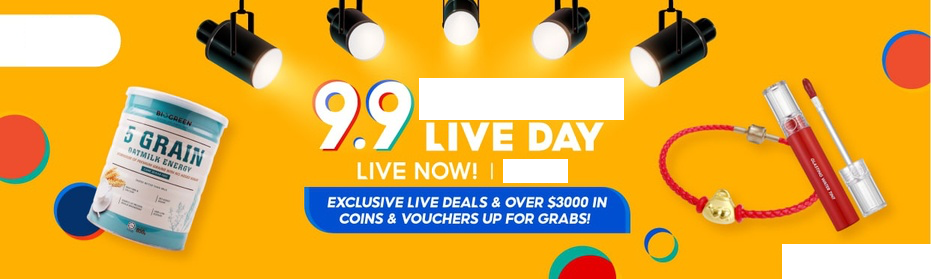 9.9
LIVE DAY
LIVE NOW! |
EXCLUSIVE LIVE DEALS & OVER $3000 IN
COINS & VOUCHERS UP FOR GRABS!
BIOGREEN
5 GRAIN
OATMILK ENERGY